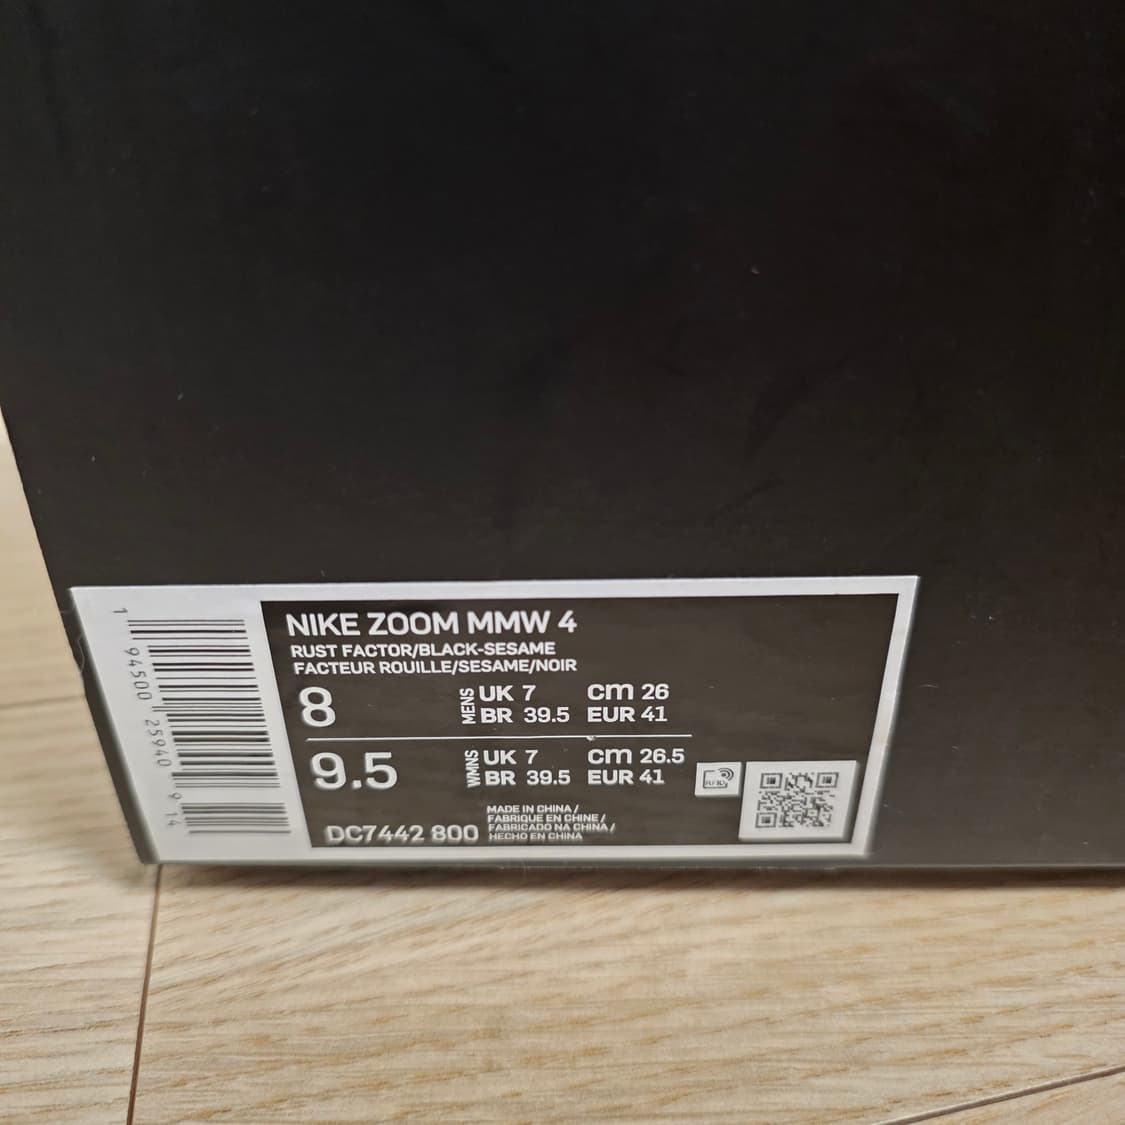 NIKE ZOOM MMW 4
RUST FACTOR/BLACK-SESAME
FACTEUR ROUILLE/SESAME/NOIR
8
MENS
UK 7 cm 26
BR 39.5 EUR 41
9.5
WMNS
UK 7 cm 26.5
BR 39.5 EUR 41
DC7442 800
MADE IN CHINA /
FABRIQUE EN CHINE /
FABRICADO NA CHINA /
HECHO EN CHINA
RFID
1 94500 25940 9 14